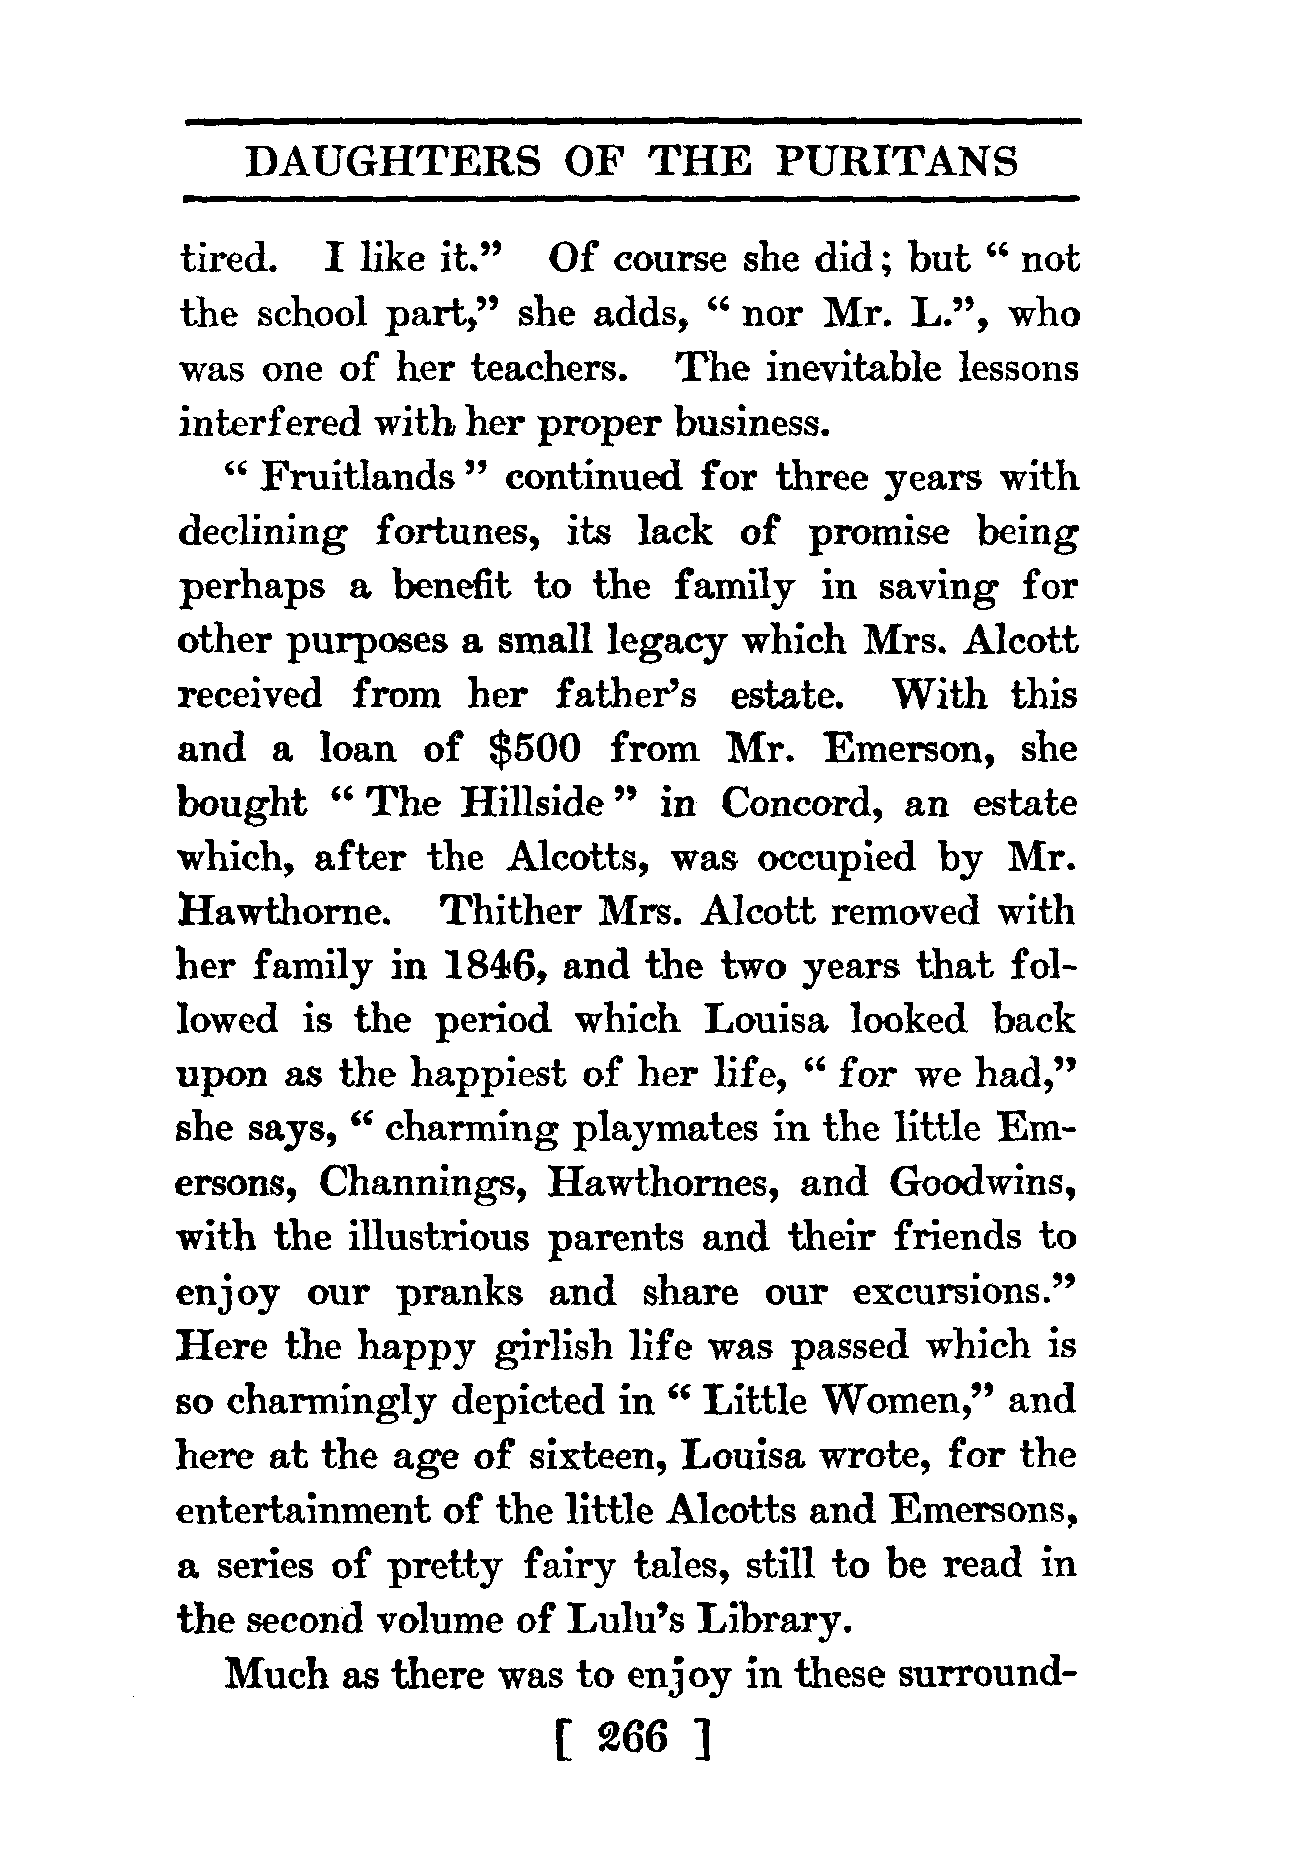 DAUGHTERS OF THE PURITANS
tired. I like it.” Of course she did; but “ not
the school part,” she adds, “ nor Mr. L.”, who
was one of her teachers. The inevitable lessons
interfered with her proper business.
“ Fruitlands ” continued for three years with
declining fortunes, its lack of promise being
perhaps a benefit to the family in saving for
other purposes a small legacy which Mrs. Alcott
received from her father’s estate. With this
and a loan of $500 from Mr. Emerson, she
bought “ The Hillside ” in Concord, an estate
which, after the Alcotts, was occupied by Mr.
Hawthorne. Thither Mrs. Alcott removed with
her family in 1846, and the two years that fol-
lowed is the period which Louisa looked back
upon as the happiest of her life, “ for we had,”
she says, “ charming playmates in the little Em-
ersons, Channings, Hawthornes, and Goodwins,
with the illustrious parents and their friends to
enjoy our pranks and share our excursions.”
Here the happy girlish life was passed which is
so charmingly depicted in “ Little Women,” and
here at the age of sixteen, Louisa wrote, for the
entertainment of the little Alcotts and Emersons,
a series of pretty fairy tales, still to be read in
the second volume of Lulu’s Library.
Much as there was to enjoy in these surround-
[ 266 ]